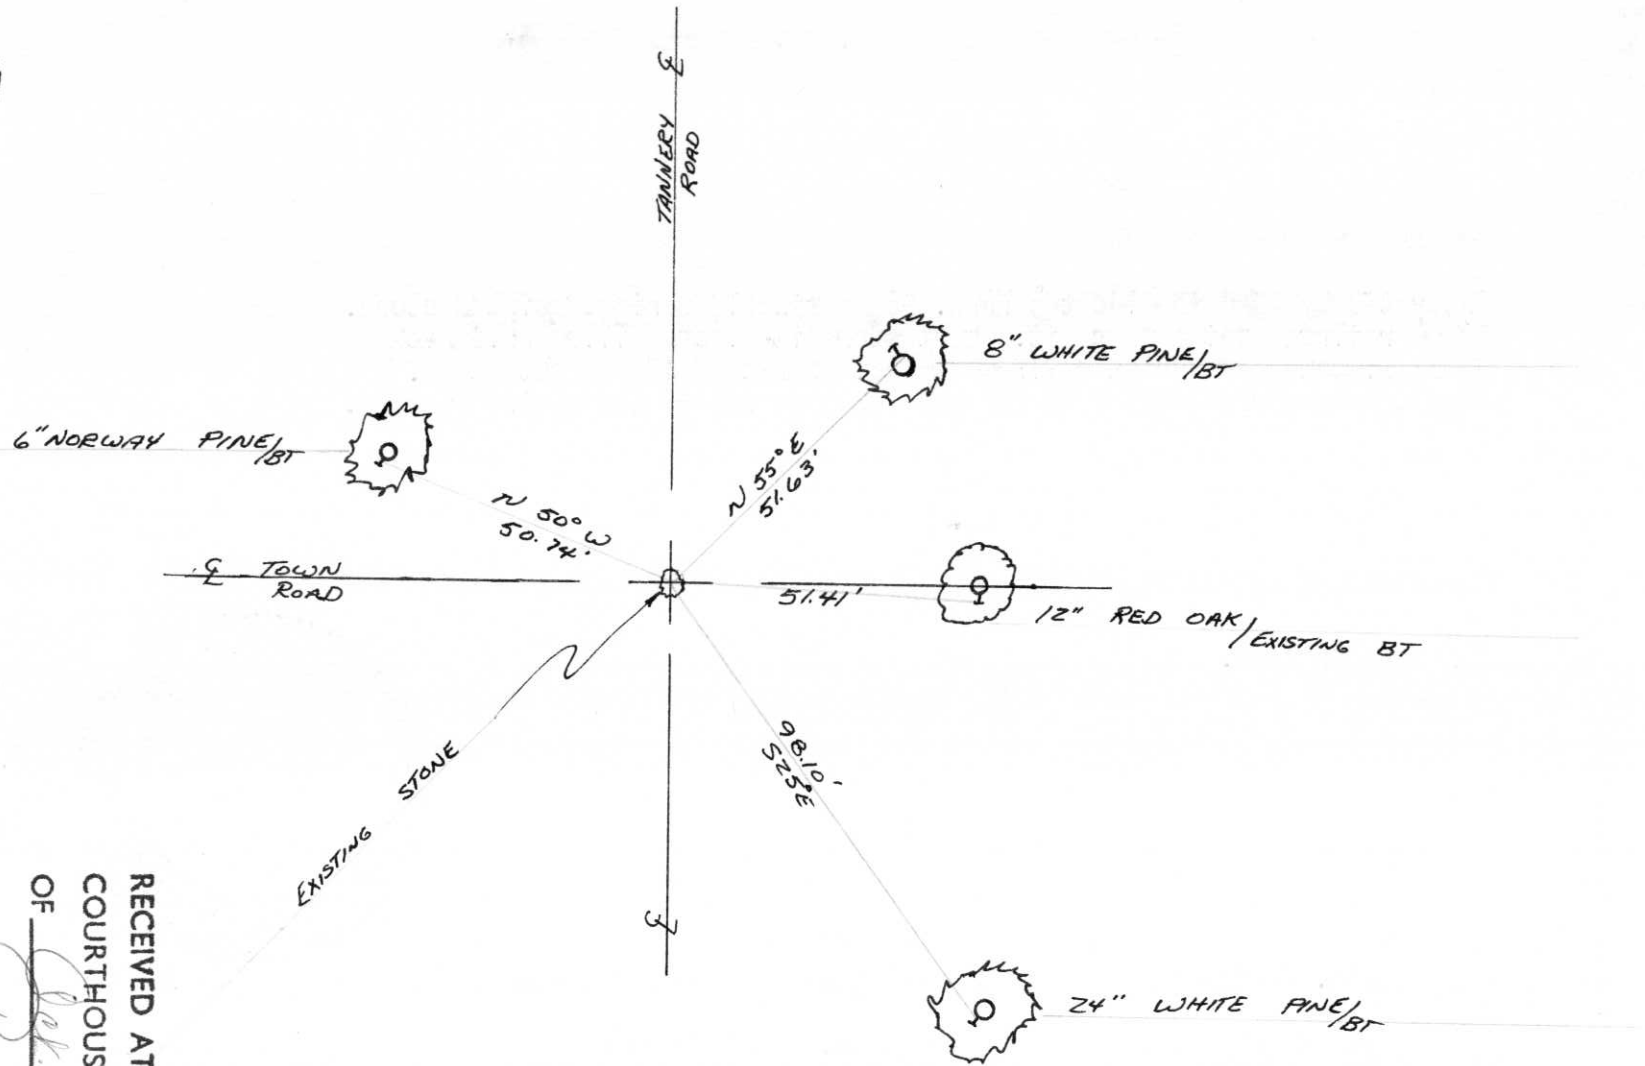 ℄
TANNERY
ROAD
8" WHITE PINE/BT
6" NORWAY PINE/BT
N 55° E
51.63'
N 50° W
50.74'
℄ TOWN
ROAD
51.41'
12" RED OAK/EXISTING BT
98.10'
S25°E
EXISTING STONE
℄
24" WHITE PINE/BT
RECEIVED AT
COURTHOUS
OF